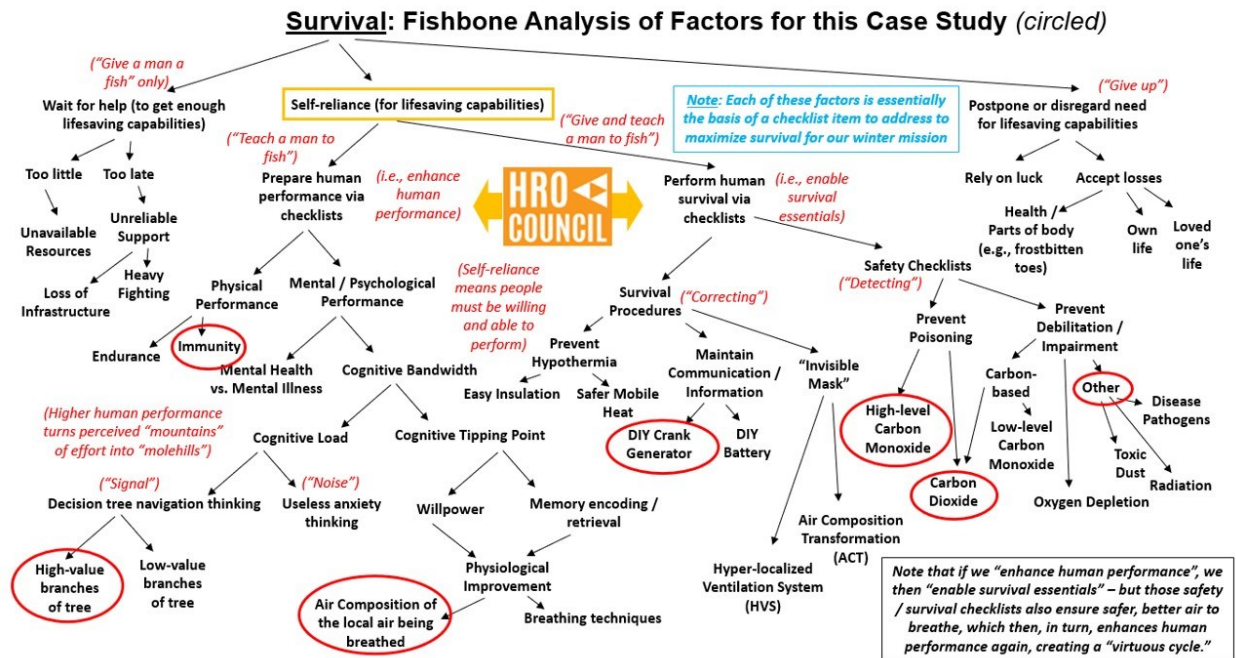 Survival: Fishbone Analysis of Factors for this Case Study (circled)
(“Give a man a
fish” only)
Wait for help (to get enough
lifesaving capabilities)
Too little
Too late
Unavailable
Resources
Unreliable
Support
Loss of
Infrastructure
Heavy
Fighting
Self-reliance (for lifesaving capabilities)
(“Teach a man to
fish”)
Prepare human
performance via
checklists
(i.e., enhance
human
performance)
Physical
Performance
Mental / Psychological
Performance
Endurance
Immunity
Mental Health
vs. Mental Illness
Cognitive Bandwidth
(Higher human performance
turns perceived “mountains”
of effort into “molehills”)
Cognitive Load
Cognitive Tipping Point
(“Signal”)
Decision tree navigation thinking
(“Noise”)
Useless anxiety
thinking
High-value
branches
of tree
Low-value
branches
of tree
Willpower
Memory encoding /
retrieval
Physiological
Improvement
Air Composition of
the local air being
breathed
Breathing techniques
HRO
COUNCIL
(“Give and teach
a man to fish”)
Note: Each of these factors is essentially
the basis of a checklist item to address to
maximize survival for our winter mission
Perform human
survival via
checklists
(i.e., enable
survival
essentials)
(Self-reliance
means people
must be willing
and able to
perform)
Survival
Procedures
(“Correcting”)
Prevent
Hypothermia
Easy Insulation
Safer Mobile
Heat
Maintain
Communication /
Information
DIY Crank
Generator
DIY
Battery
“Invisible
Mask”
Hyper-localized
Ventilation System
(HVS)
Air Composition
Transformation
(ACT)
Safety Checklists
(“Detecting”)
Prevent
Poisoning
High-level
Carbon
Monoxide
Carbon
Dioxide
Prevent
Debilitation /
Impairment
Carbon-
based
Low-level
Carbon
Monoxide
Oxygen Depletion
Other
Toxic
Dust
Radiation
Disease
Pathogens
(“Give up”)
Postpone or disregard need
for lifesaving capabilities
Rely on luck
Accept losses
Health /
Parts of body
(e.g., frostbitten
toes)
Own
life
Loved
one’s
life
Note that if we “enhance human performance”, we
then “enable survival essentials” – but those safety
/ survival checklists also ensure safer, better air to
breathe, which then, in turn, enhances human
performance again, creating a “virtuous cycle.”